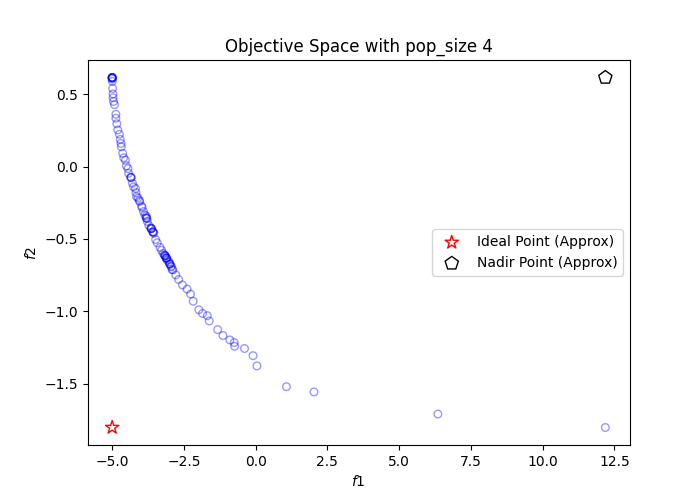 Objective Space with pop_size 4
f2
0.5
0.0
−0.5
−1.0
−1.5
Ideal Point (Approx)
Nadir Point (Approx)
−5.0 −2.5 0.0 2.5 5.0 7.5 10.0 12.5
f1